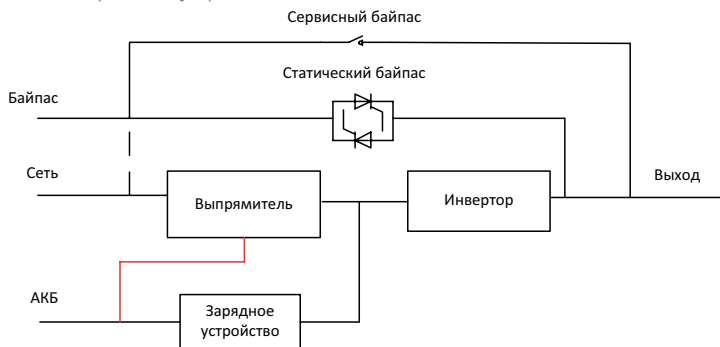 Сервисный байпас
Статический байпас
Байпас
Сеть
Выпрямитель
Инвертор
Выход
АКБ
Зарядное
устройство